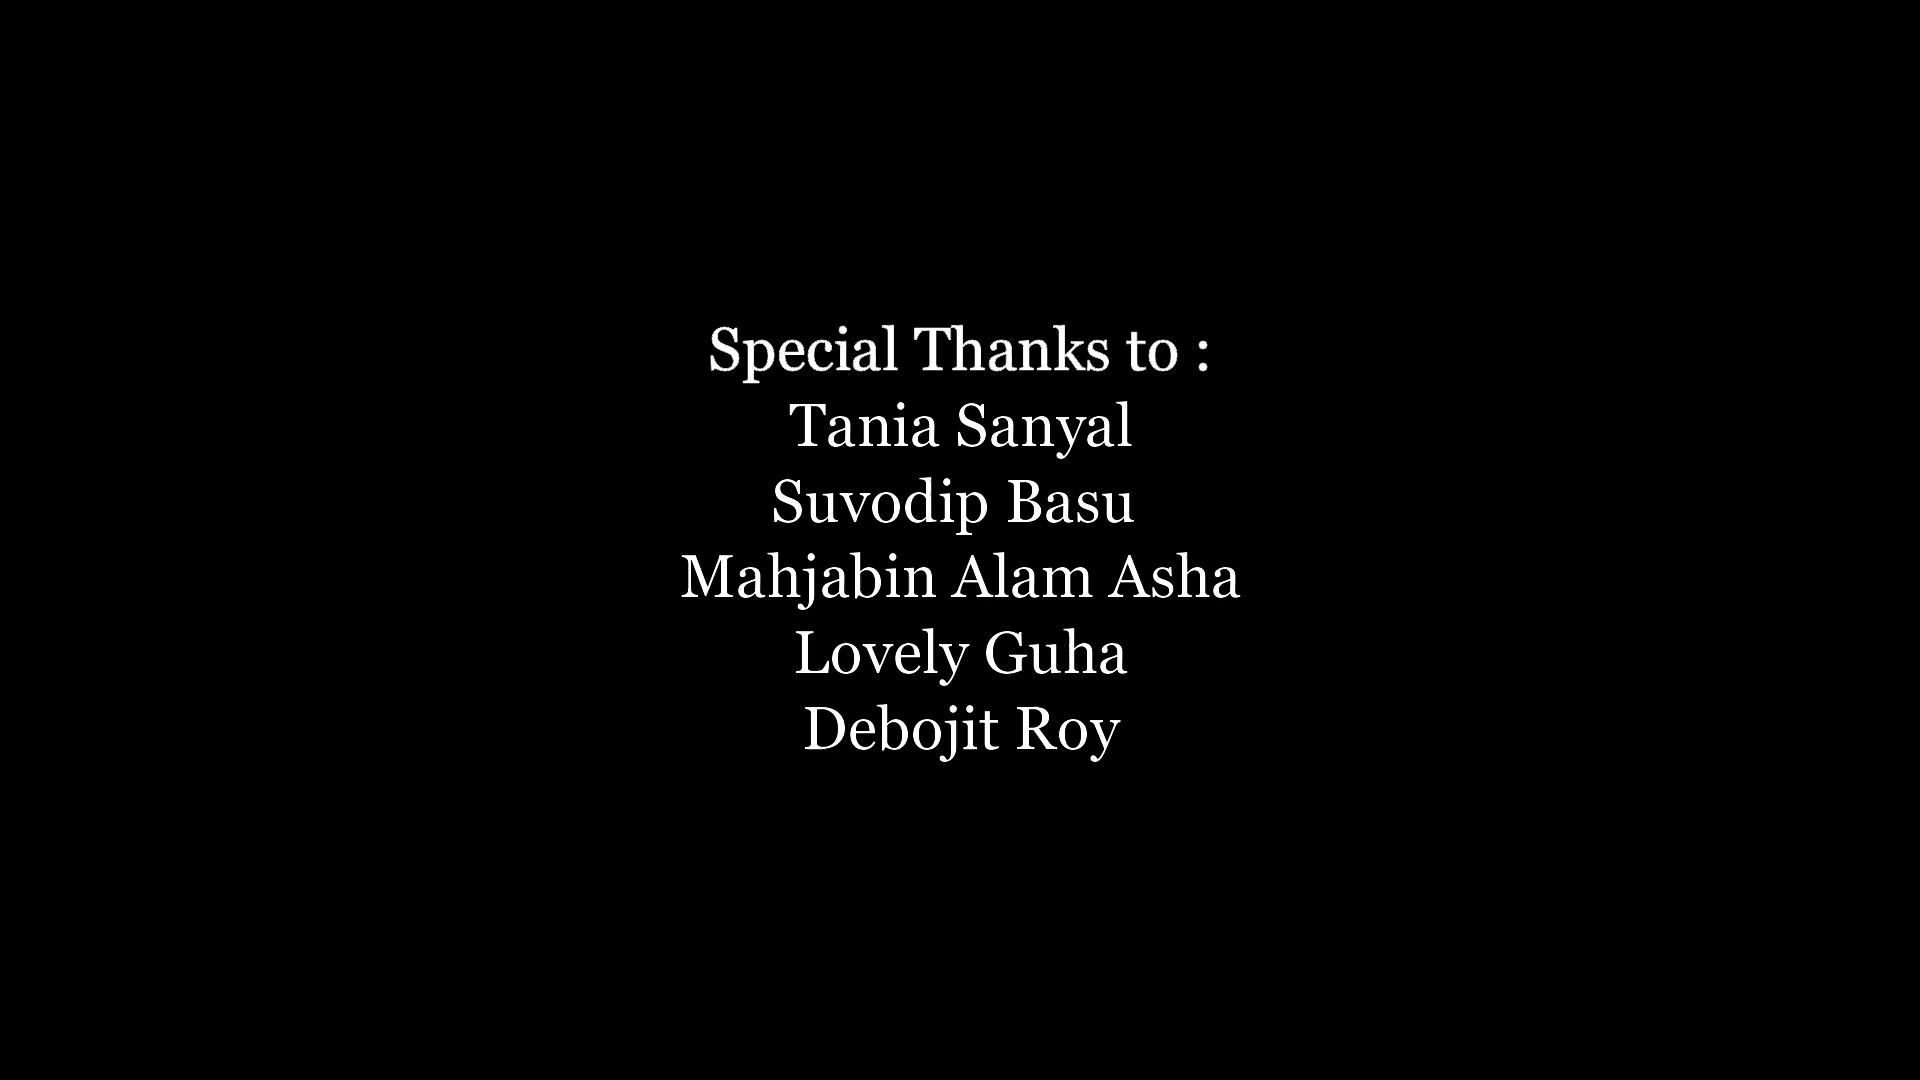 Special Thanks to :
Tania Sanyal
Suvodip Basu
Mahjabin Alam Asha
Lovely Guha
Debojit Roy